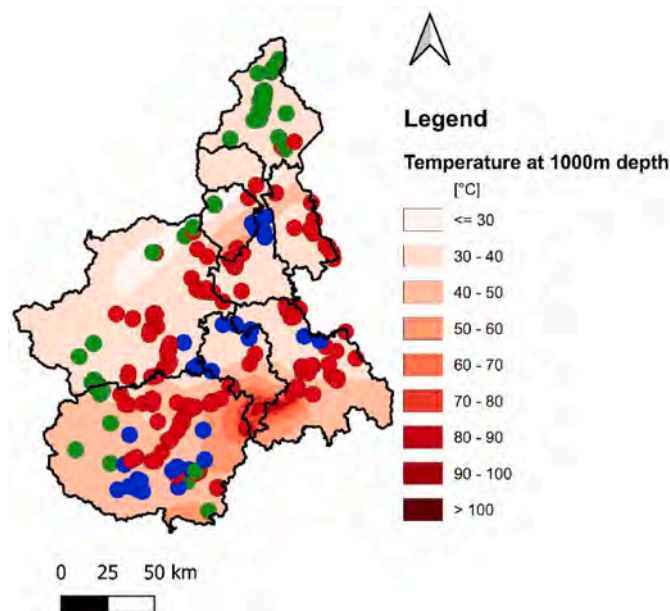 Legend
Temperature at 1000m depth
[°C]
<= 30
30 - 40
40 - 50
50 - 60
60 - 70
70 - 80
80 - 90
90 - 100
> 100
0 25 50 km